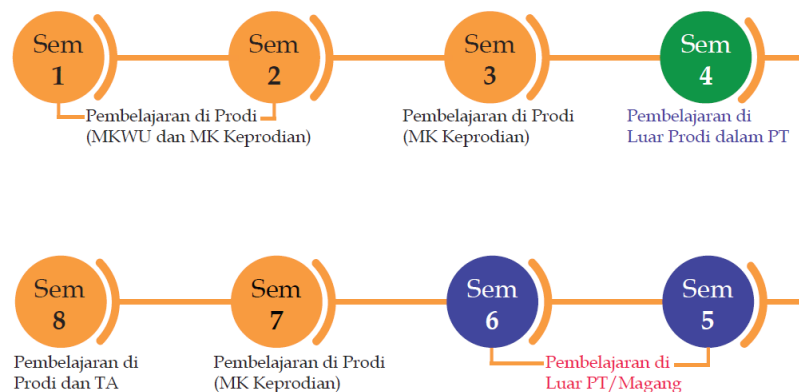 Sem
1
Sem
2
Sem
3
Sem
4
Pembelajaran di Prodi
(MKWU dan MK Keprodian)
Pembelajaran di Prodi
(MK Keprodian)
Pembelajaran di
Luar Prodi dalam PT
Sem
8
Sem
7
Sem
6
Sem
5
Pembelajaran di
Prodi dan TA
Pembelajaran di Prodi
(MK Keprodian)
Pembelajaran di
Luar PT/Magang